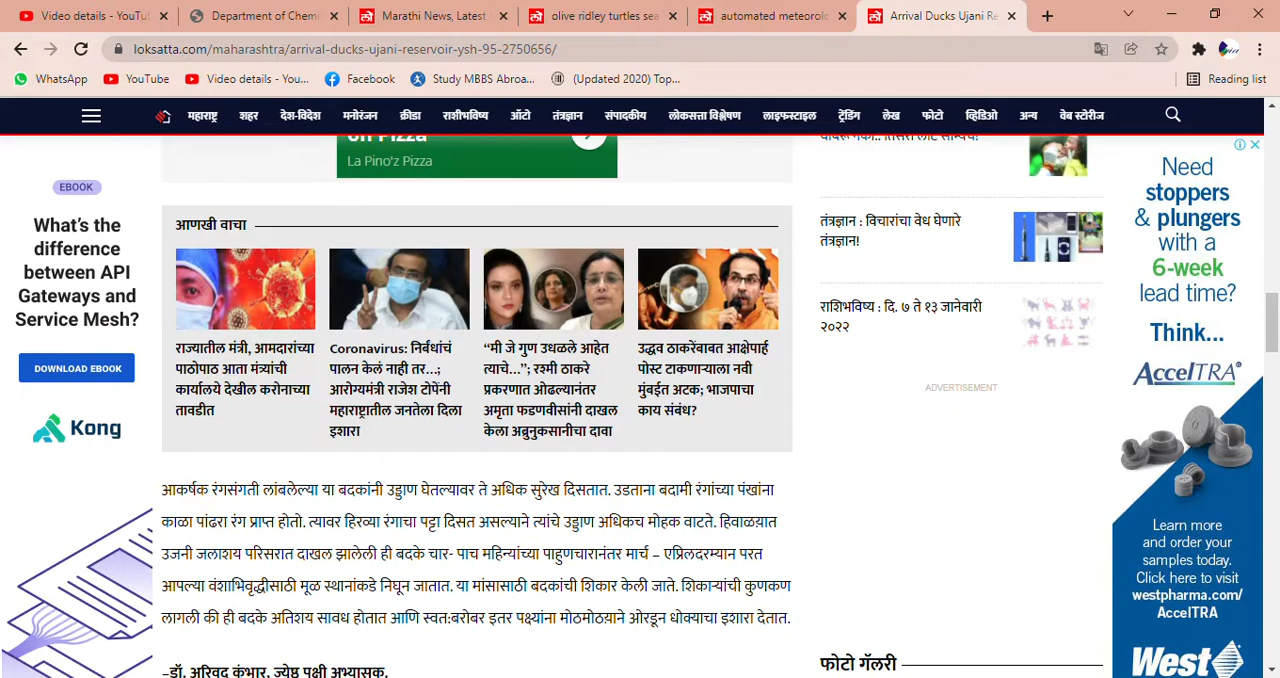 Video details - YouTu
Department of Chemi
Marathi News, Latest
olive ridley turtles sea
automated meteorolo
Arrival Ducks Ujani Re
loksatta.com/maharashtra/arrival-ducks-ujani-reservoir-ysh-95-2750656/
WhatsApp
YouTube
Video details - You...
Facebook
Study MBBS Abroa...
(Updated 2020) Top...
Reading list
महाराष्ट्र
शहर
देश-विदेश
मनोरंजन
क्रीडा
राशीभविष्य
ऑटो
तंत्रज्ञान
संपादकीय
लोकसत्ता विश्लेषण
लाइफस्टाइल
ट्रेंडिंग
लेख
फोटो
व्हिडिओ
अन्य
वेब स्टोरीज
EBOOK
What's the
difference
between API
Gateways and
Service Mesh?
DOWNLOAD EBOOK
Kong
La Pino'z Pizza
आणखी वाचा
राज्यातील मंत्री, आमदारांच्या
पाठोपाठ आता मंत्र्यांची
कार्यालये देखील करोनाच्या
तावडीत
Coronavirus: निर्बंधांचं
पालन केलं नाही तर…;
आरोग्यमंत्री राजेश टोपेंनी
महाराष्ट्रातील जनतेला दिला
इशारा
“मी जे गुण उधळले आहेत
त्याचे…”; रश्मी ठाकरे
प्रकरणात ओढल्यानंतर
अमृता फडणवीसांनी दाखल
केला अब्रुनुकसानीचा दावा
उद्धव ठाकरेंबाबत आक्षेपार्ह
पोस्ट टाकणाऱ्याला नवी
मुंबईत अटक; भाजपाचा
काय संबंध?
आकर्षक रंगसंगती लांबलेल्या या बदकांनी उड्डाण घेतल्यावर ते अधिक सुरेख दिसतात. उडताना बदामी रंगांच्या पंखांना
काळा पांढरा रंग प्राप्त होतो. त्यावर हिरव्या रंगाचा पट्टा दिसत असल्याने त्यांचे उड्डाण अधिकच मोहक वाटते. हिवाळय़ात
उजनी जलाशय परिसरात दाखल झालेली ही बदके चार- पाच महिन्यांच्या पाहुणचारानंतर मार्च – एप्रिलदरम्यान परत
आपल्या वंशाभिवृद्धीसाठी मूळ स्थानांकडे निघून जातात. या मांसासाठी बदकांची शिकार केली जाते. शिकाऱ्यांची कुणकण
लागली की ही बदके अतिशय सावध होतात आणि स्वत:बरोबर इतर पक्ष्यांना मोठमोठय़ाने ओरडून धोक्याचा इशारा देतात.
–डॉ. अरविद कंभार, ज्येष्ठ पक्षी अभ्यासक.
तंत्रज्ञान : विचारांचा वेध घेणारे
तंत्रज्ञान!
राशिभविष्य : दि. ७ ते १३ जानेवारी
२०२२
ADVERTISEMENT
फोटो गॅलरी
Need
stoppers
& plungers
with a
6-week
lead time?
Think...
AccelTRA®
Learn more
and order your
samples today.
Click here to visit
westpharma.com/
AccelTRA
West